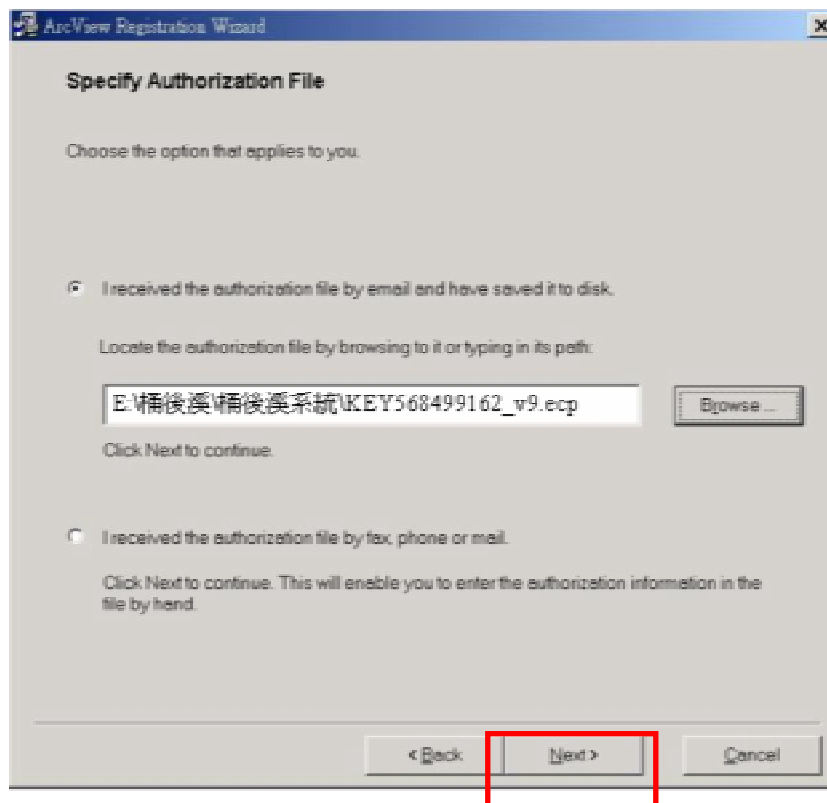 ArcView Registration Wizard
Specify Authorization File
Choose the option that applies to you.
I received the authorization file by email and have saved it to disk.
Locate the authorization file by browsing to it or typing in its path:
E:\桶後溪\桶後溪系統\KEY568499162_v9.ecp
Browse ...
Click Next to continue.
I received the authorization file by fax, phone or mail.
Click Next to continue. This will enable you to enter the authorization information in the
file by hand.
< Back
Next >
Cancel